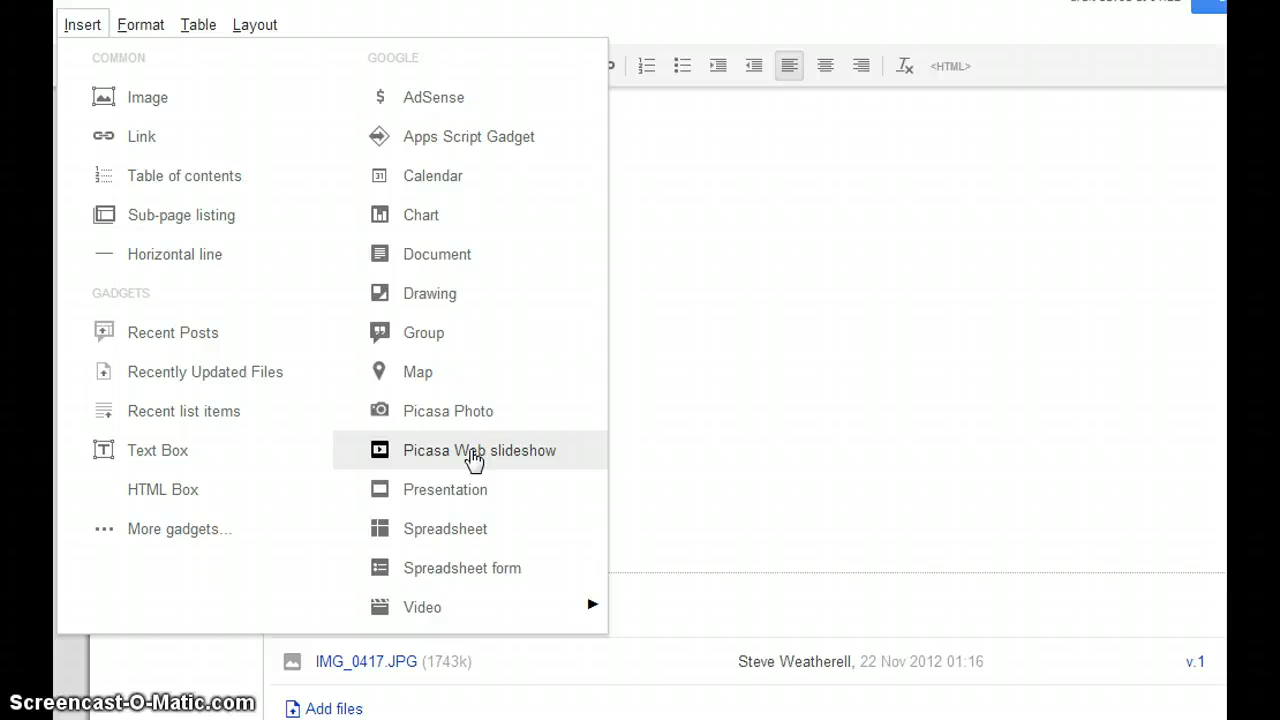 Insert Format Table Layout
COMMON
Image
Link
Table of contents
Sub-page listing
Horizontal line
GADGETS
Recent Posts
Recently Updated Files
Recent list items
Text Box
HTML Box
More gadgets...
GOOGLE
$ AdSense
Apps Script Gadget
31 Calendar
Chart
Document
Drawing
Group
Map
Picasa Photo
Picasa Web slideshow
Presentation
Spreadsheet
Spreadsheet form
Video
<HTML>
IMG_0417.JPG (1743k) Steve Weatherell, 22 Nov 2012 01:16 v.1
Add files
Screencast-O-Matic.com